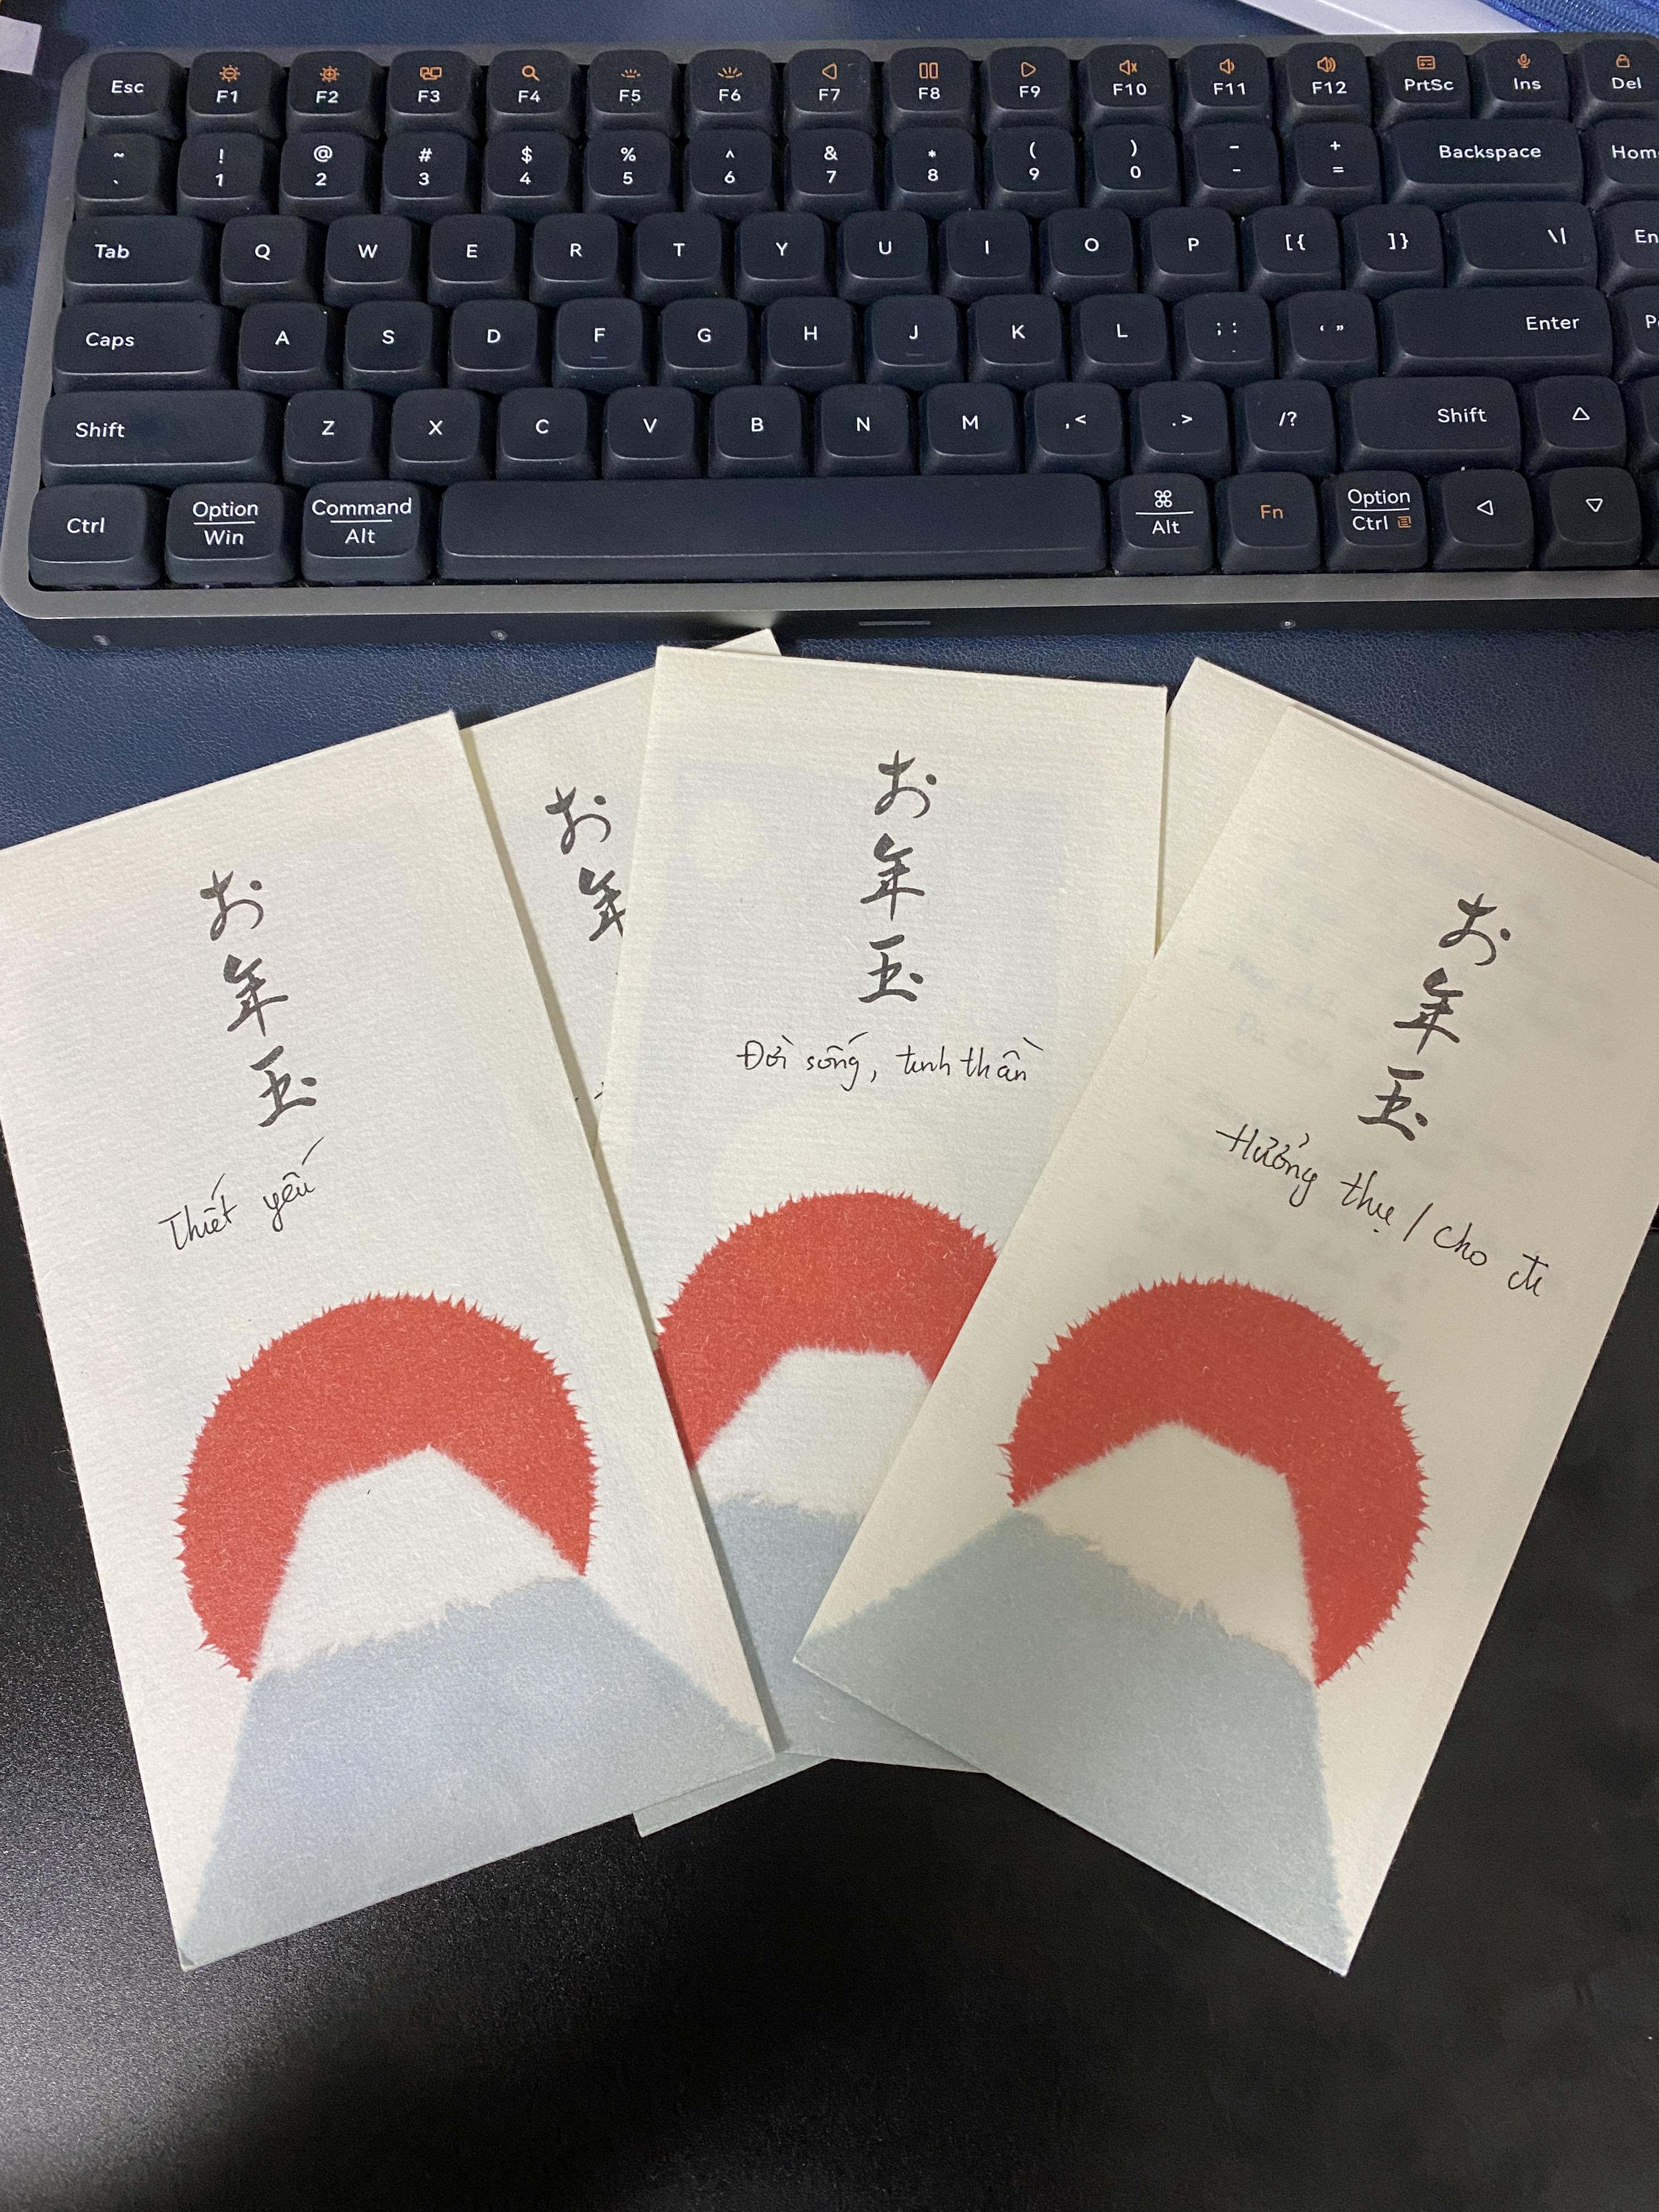 Esc F1 F2 F3 F4 F5 F6 F7 F8 F9 F10 F11 F12 PrtSc Ins Del
~ ! @ # $ % ^ & * ( ) - +
` 1 2 3 4 5 6 7 8 9 0 - = Backspace
Tab Q W E R T Y U I O P [{ ]} \|
Caps A S D F G H J K L ;: ‘ ” Enter
Shift Z X C V B N M ,< .> /? Shift
Ctrl Option Command ⌘ Fn Option
Win Alt Alt Ctrl
お年玉
Thiết yếu
お年
お年玉
Đời sống, tinh thần
お年玉
Hưởng thụ / cho đi